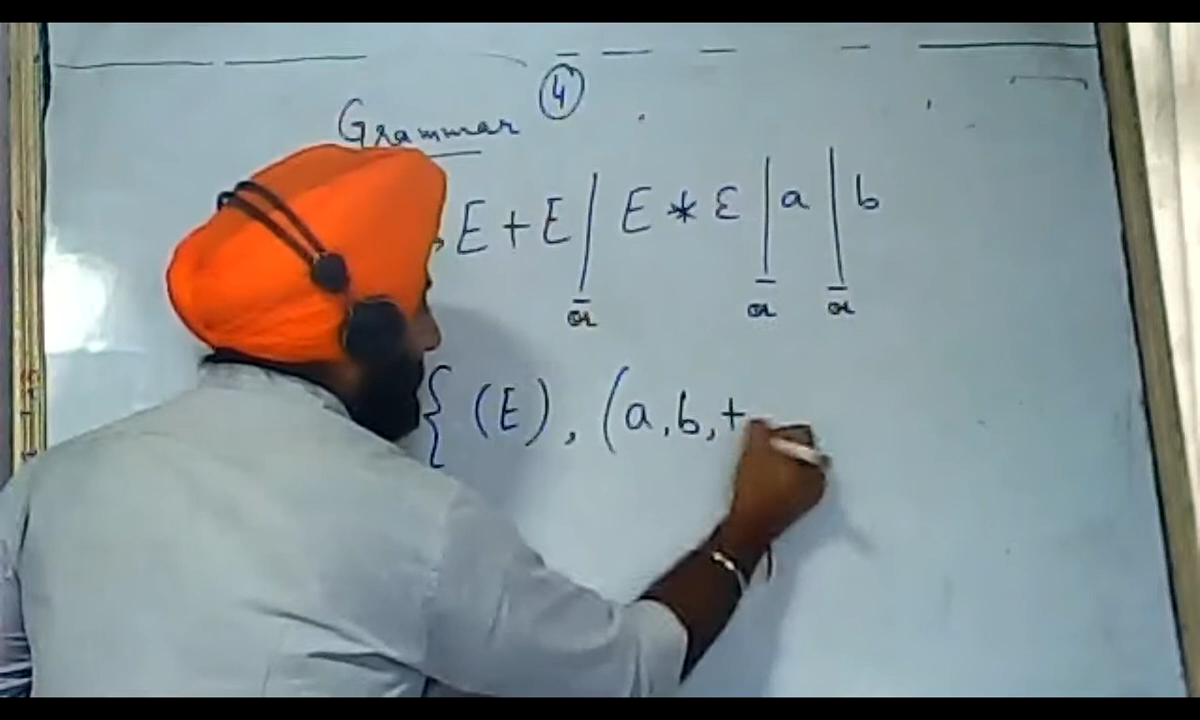 4
Grammar
E + E | E * E | a | b
or or or
{ (E), (a, b, +